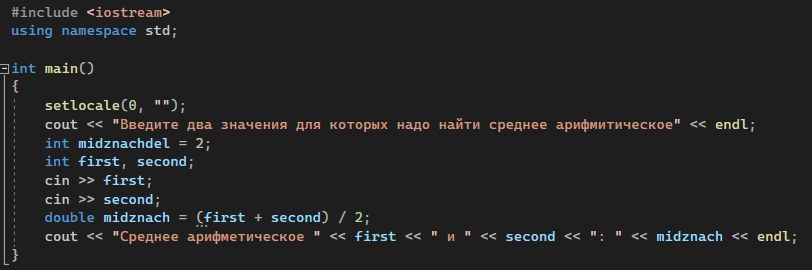 #include <iostream>
using namespace std;
int main()
{
setlocale(0, "");
cout << "Введите два значения для которых надо найти среднее арифмитическое" << endl;
int midznachdel = 2;
int first, second;
cin >> first;
cin >> second;
double midznach = (first + second) / 2;
cout << "Среднее арифметическое " << first << " и " << second << ": " << midznach << endl;
}